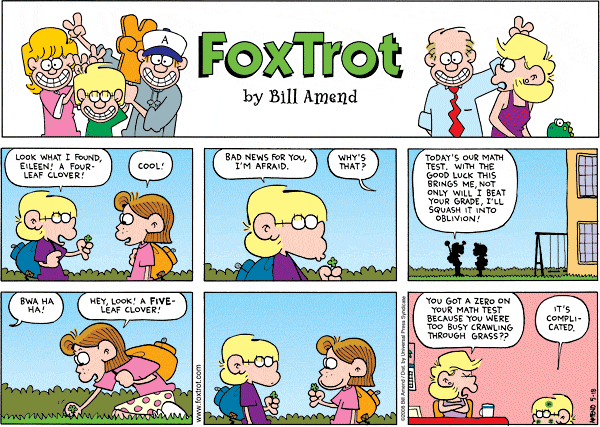 A
FOXTROT
by Bill Amend
LOOK WHAT I FOUND,
EILEEN! A FOUR-
LEAF CLOVER!
COOL!
BAD NEWS FOR YOU,
I'M AFRAID.
WHY'S
THAT?
TODAY'S OUR MATH
TEST. WITH THE
GOOD LUCK THIS
BRINGS ME, NOT
ONLY WILL I BEAT
YOUR GRADE, I'LL
SQUASH IT INTO
OBLIVION!
BWA HA
HA!
HEY, LOOK! A FIVE-
LEAF CLOVER!
www.foxtrot.com
©2008 Bill Amend / Dist. by Universal Press Syndicate
YOU GOT A ZERO ON
YOUR MATH TEST
BECAUSE YOU WERE
TOO BUSY CRAWLING
THROUGH GRASS??
IT'S
COMPLI-
CATED.
AMEND 5-18